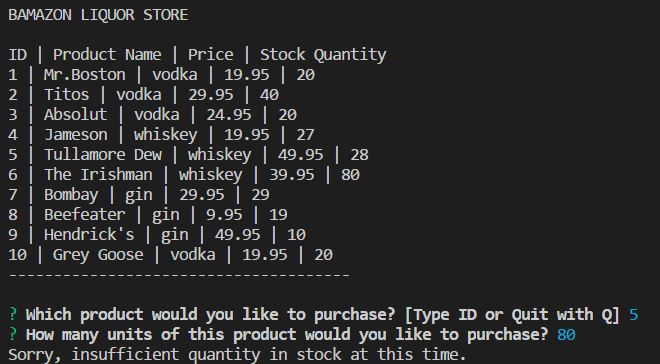 BAMAZON LIQUOR STORE
ID | Product Name | Price | Stock Quantity
1 | Mr.Boston | vodka | 19.95 | 20
2 | Titos | vodka | 29.95 | 40
3 | Absolut | vodka | 24.95 | 20
4 | Jameson | whiskey | 19.95 | 27
5 | Tullamore Dew | whiskey | 49.95 | 28
6 | The Irishman | whiskey | 39.95 | 80
7 | Bombay | gin | 29.95 | 29
8 | Beefeater | gin | 9.95 | 19
9 | Hendrick's | gin | 49.95 | 10
10 | Grey Goose | vodka | 19.95 | 20
--------------------------------------
? Which product would you like to purchase? [Type ID or Quit with Q] 5
? How many units of this product would you like to purchase? 80
Sorry, insufficient quantity in stock at this time.